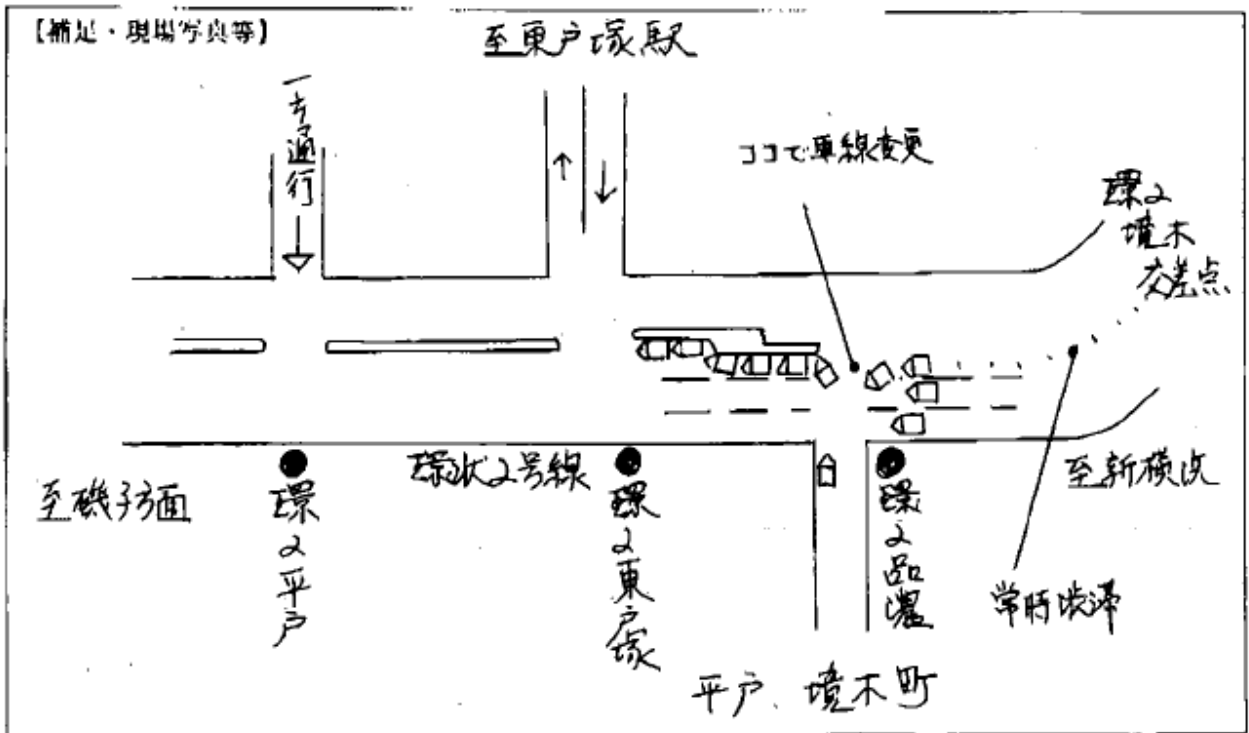 【補足・現場写真等】
至東戸塚駅
一方通行
ココで車線変更
環2
境木
交差点
環状2号線
至新横浜
至磯子方面
環2平戸
環2東戸塚
環2品濃
常時渋滞
平戸、境木町